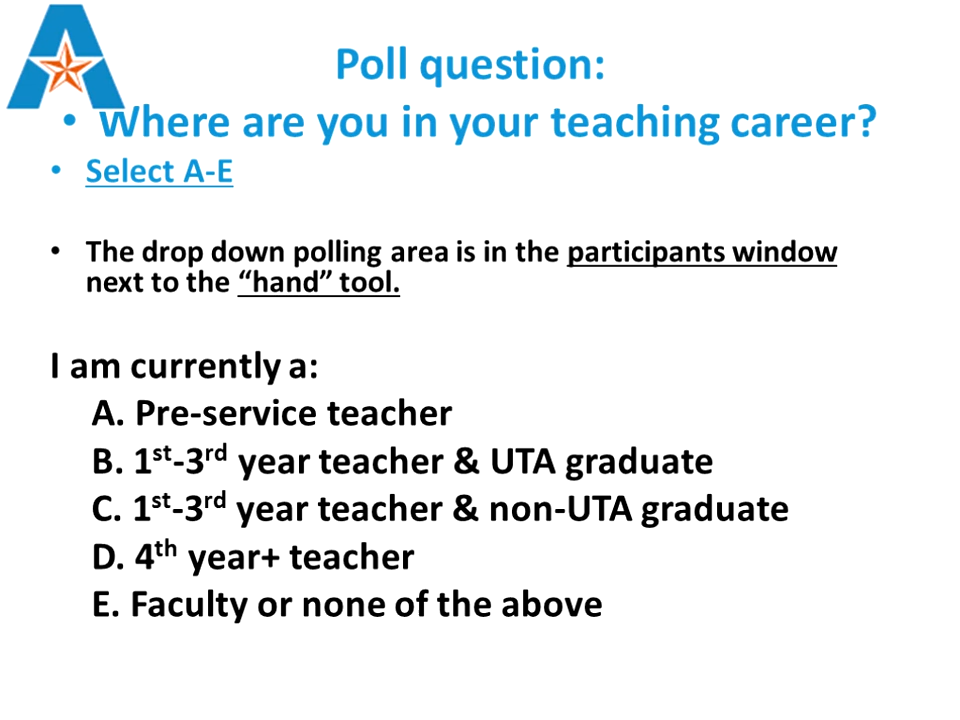 Poll question:
• Where are you in your teaching career?
• Select A-E
• The drop down polling area is in the participants window
next to the “hand” tool.
I am currently a:
A. Pre-service teacher
B. 1st-3rd year teacher & UTA graduate
C. 1st-3rd year teacher & non-UTA graduate
D. 4th year+ teacher
E. Faculty or none of the above